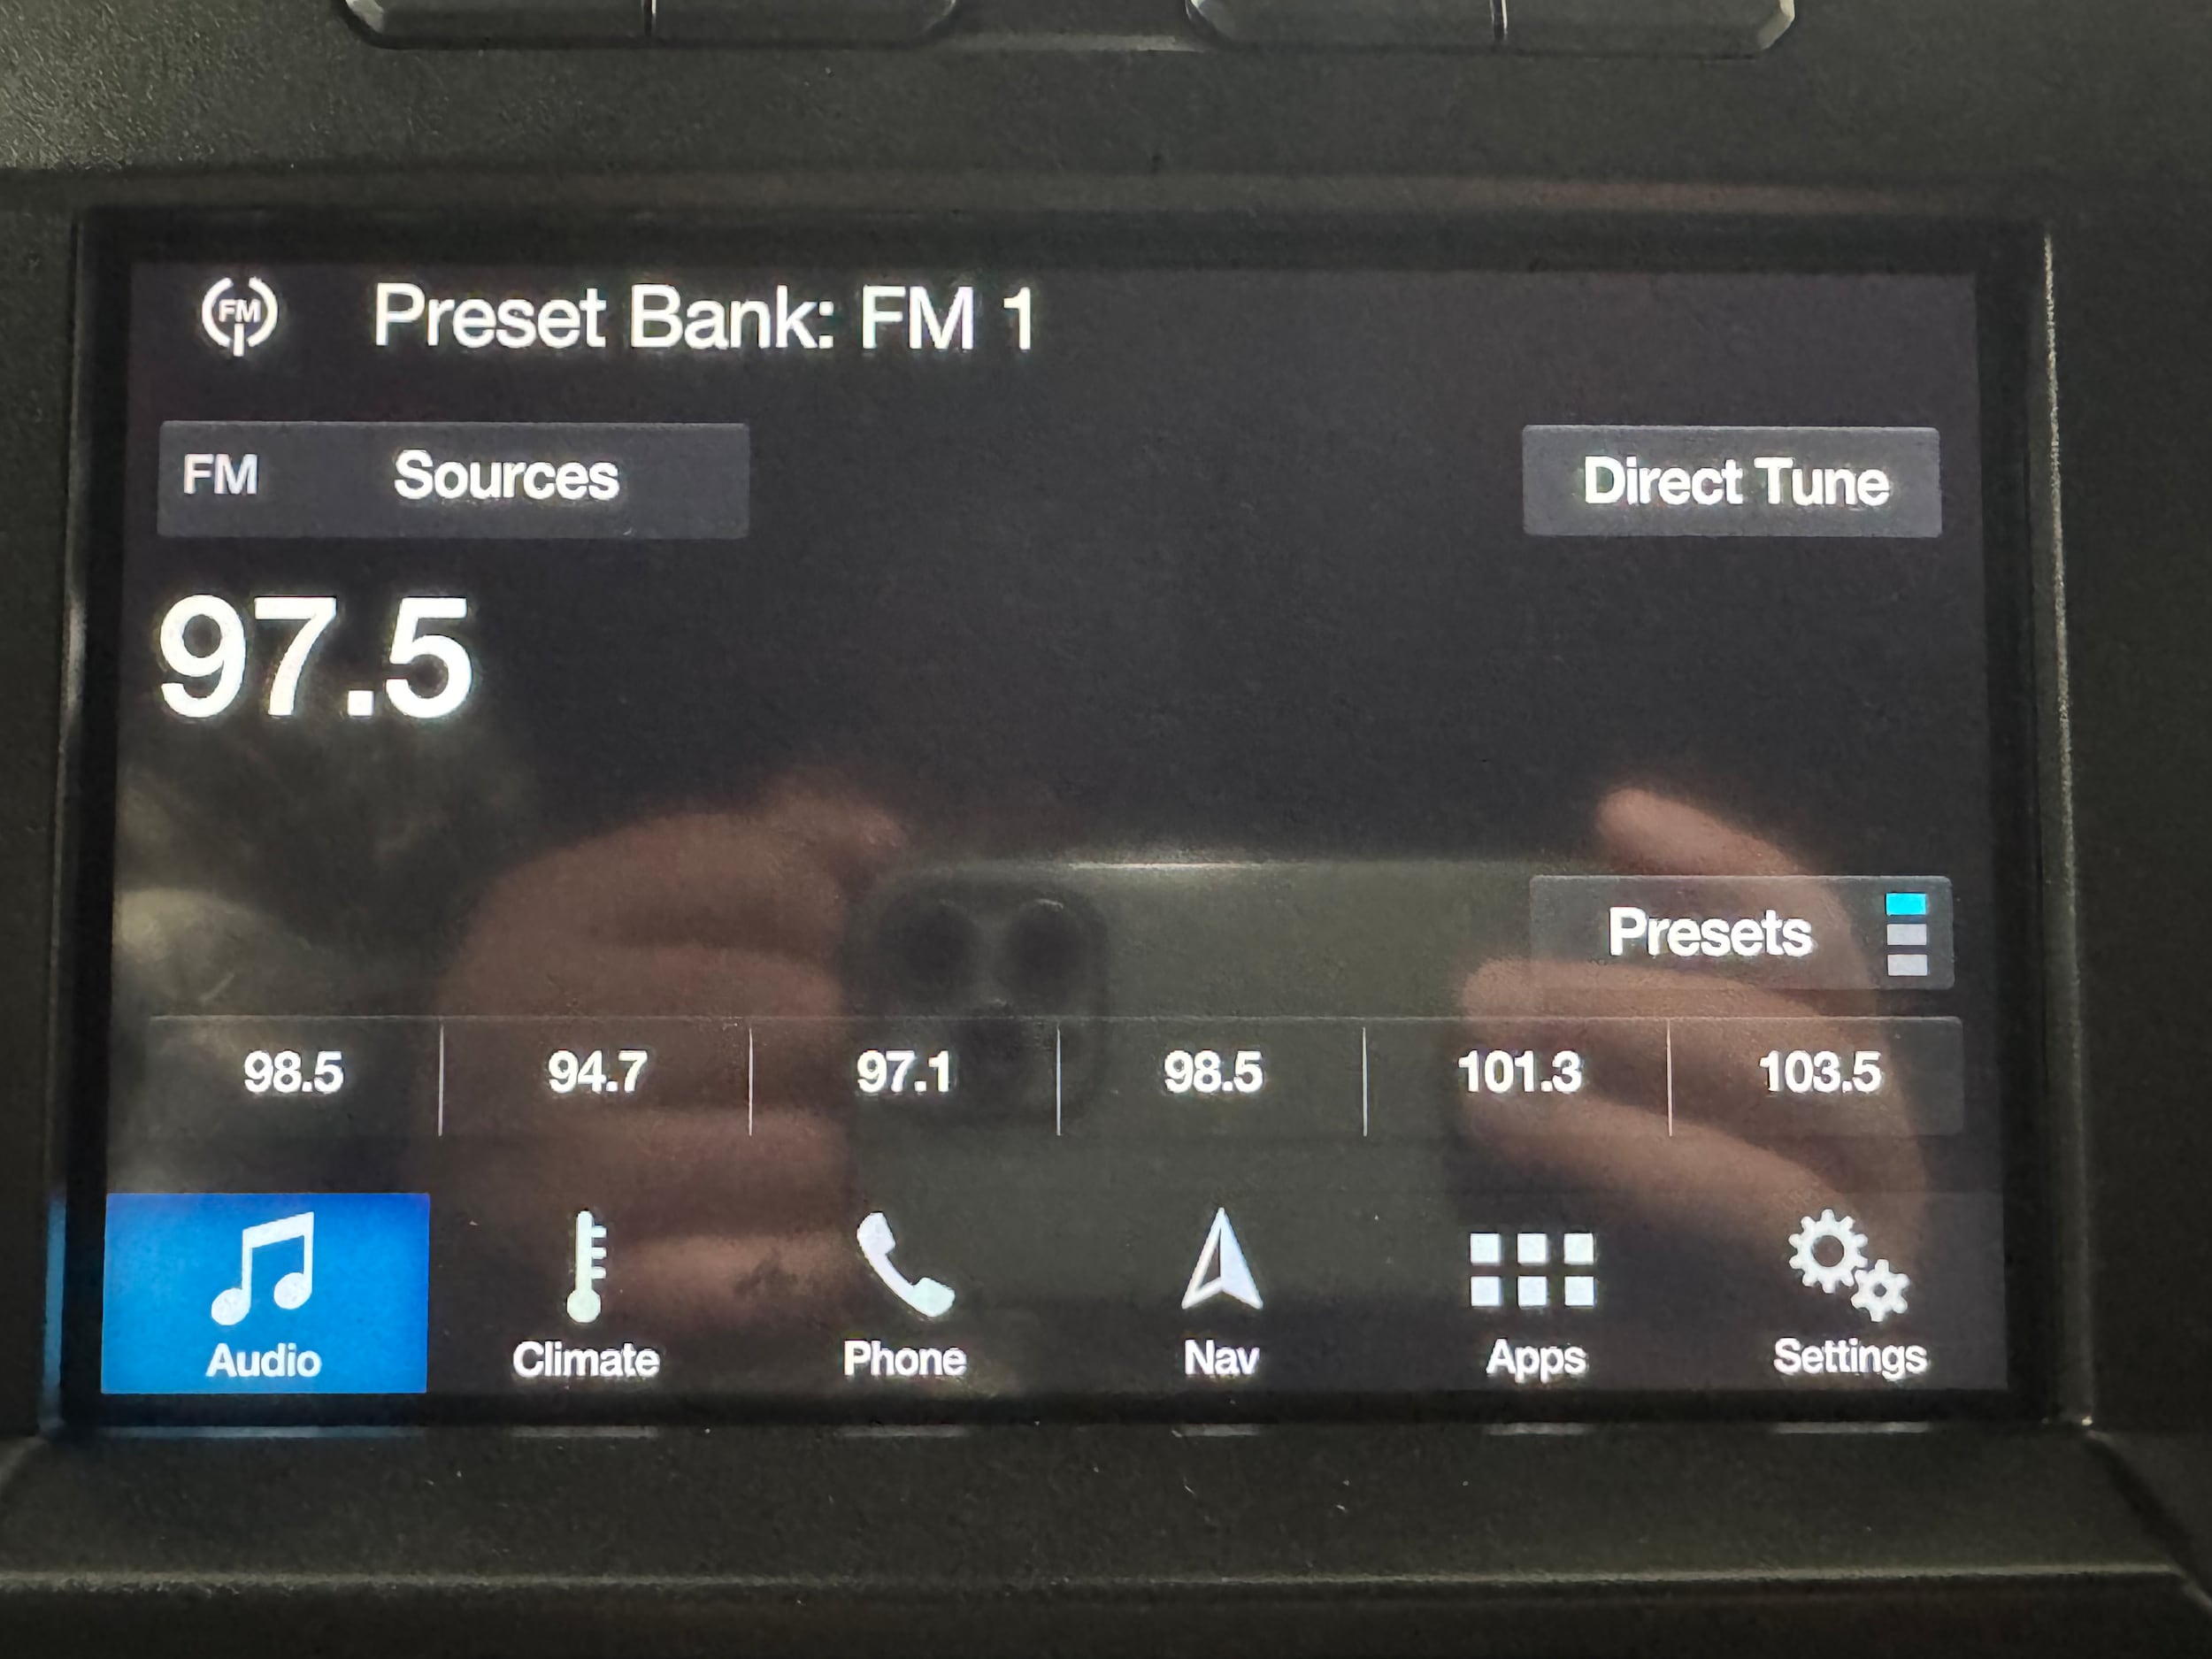 FM Preset Bank: FM 1
FM Sources Direct Tune
97.5
Presets
98.5 94.7 97.1 98.5 101.3 103.5
Audio Climate Phone Nav Apps Settings